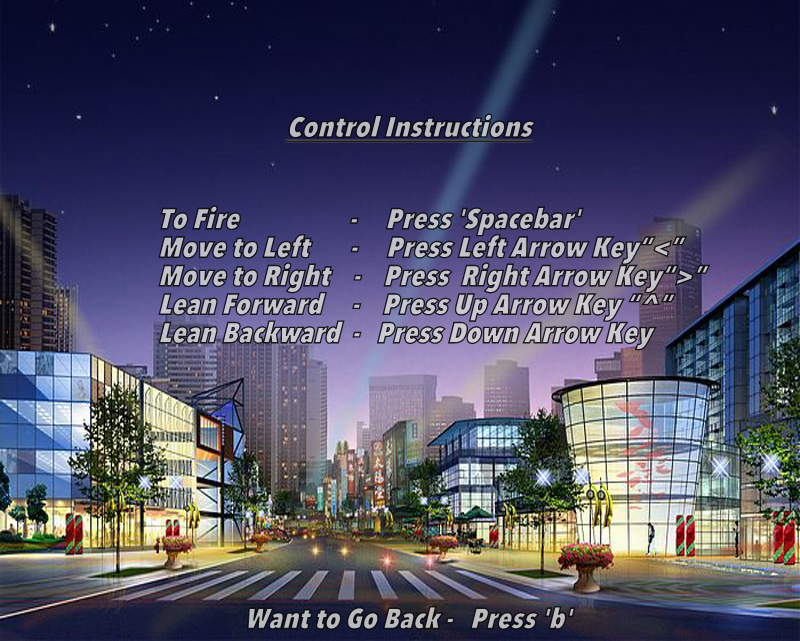 Control Instructions
To Fire - Press 'Spacebar'
Move to Left - Press Left Arrow Key“<”
Move to Right - Press Right Arrow Key“>”
Lean Forward - Press Up Arrow Key “^”
Lean Backward - Press Down Arrow Key
Want to Go Back - Press 'b'